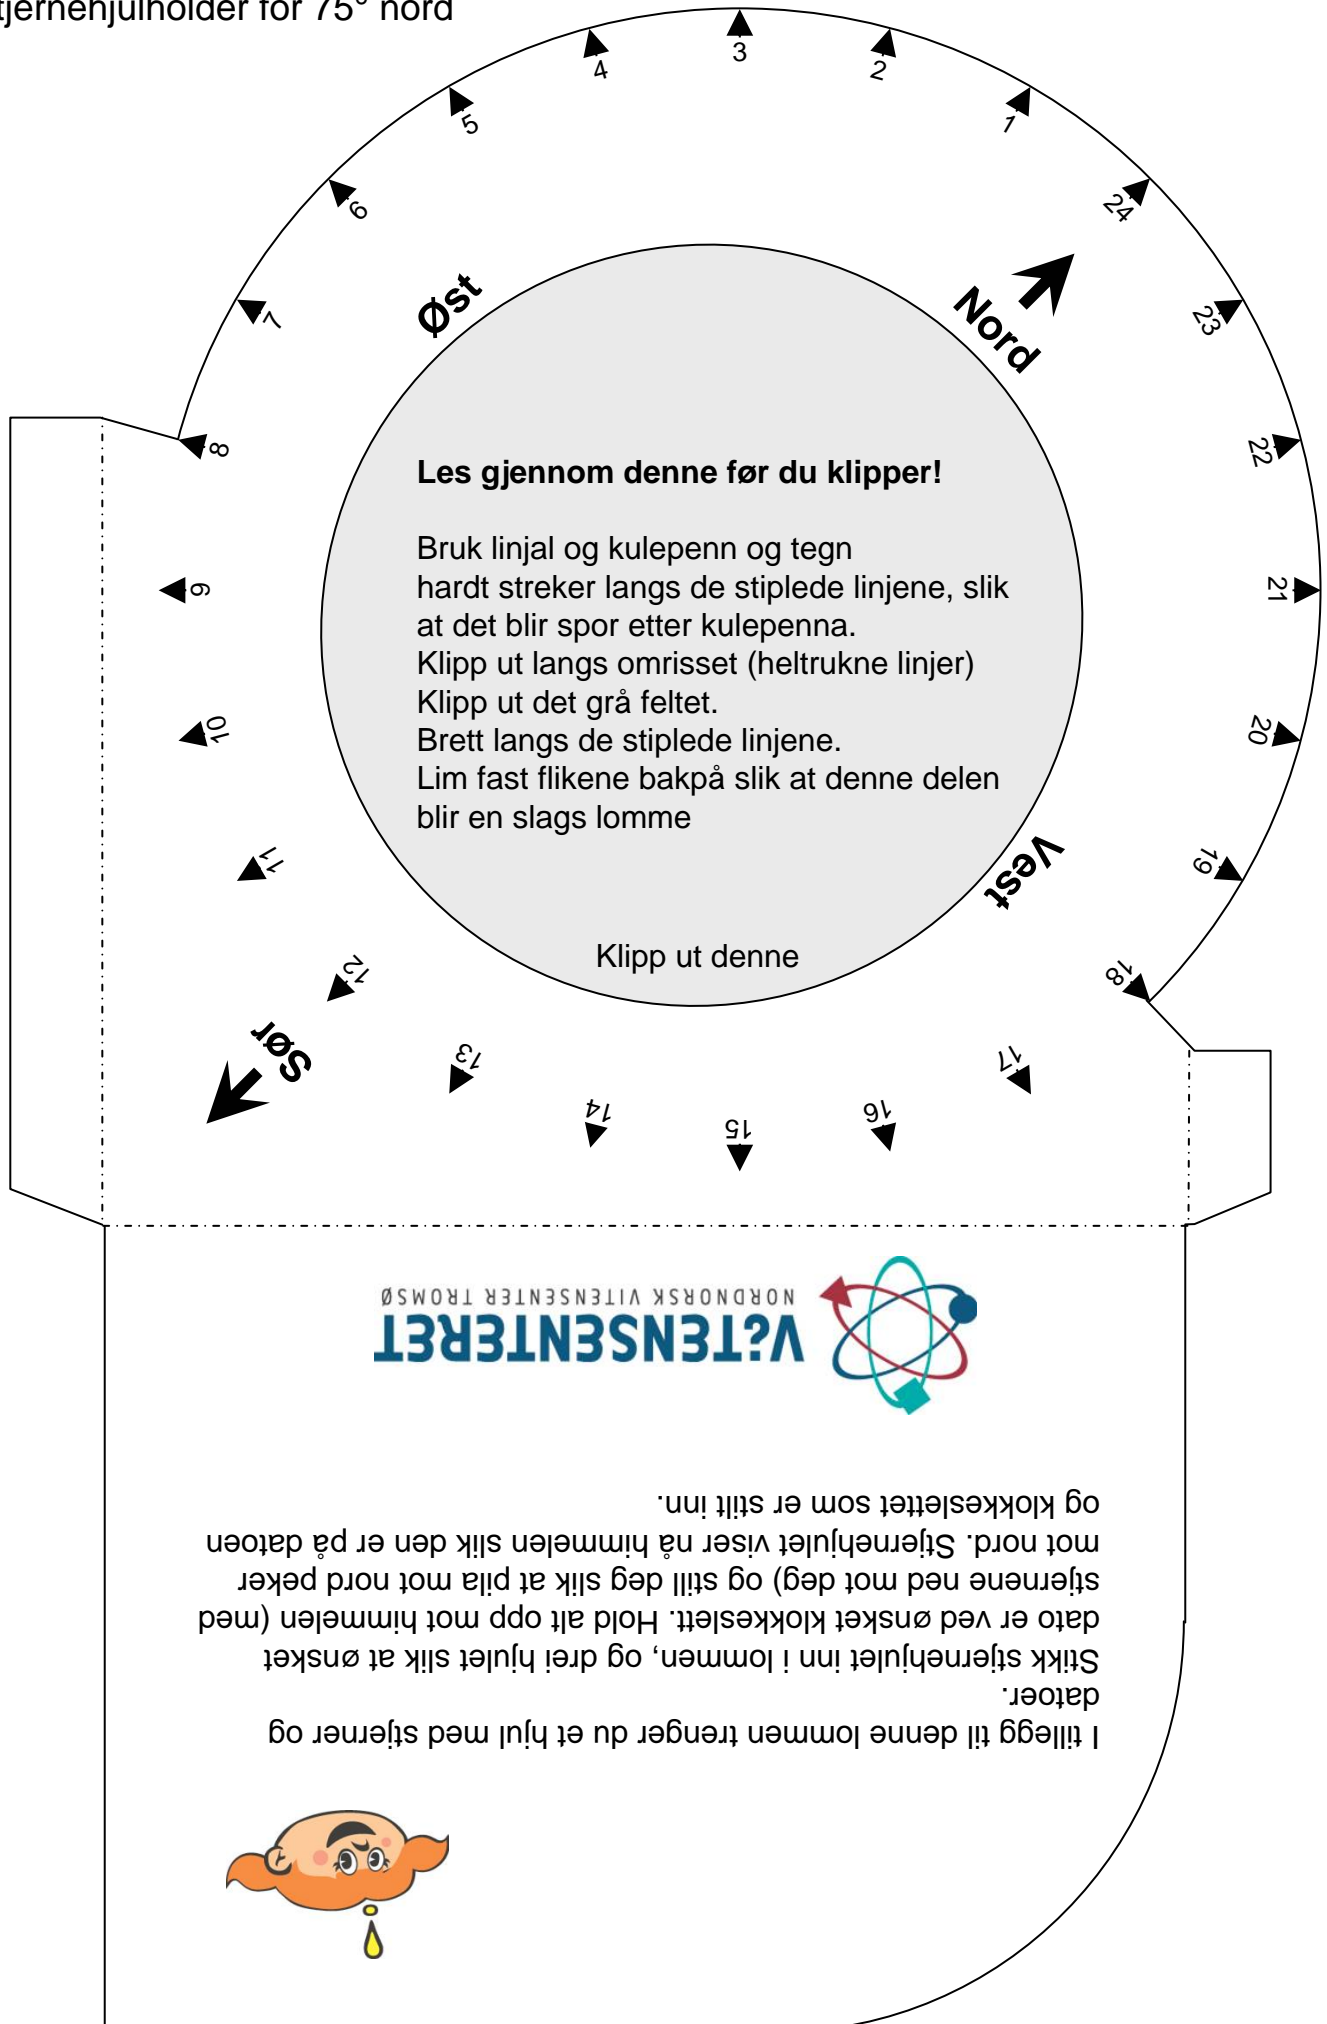 tjernehjulholder for 75° nord
3
2
1
24
23
22
21
20
19
18
17
16
15
14
13
12
11
10
9
8
7
6
5
4
Øst
Nord
Vest
Sør
Les gjennom denne før du klipper!
Bruk linjal og kulepenn og tegn
hardt streker langs de stiplede linjene, slik
at det blir spor etter kulepenna.
Klipp ut langs omrisset (heltrukne linjer)
Klipp ut det grå feltet.
Brett langs de stiplede linjene.
Lim fast flikene bakpå slik at denne delen
blir en slags lomme
Klipp ut denne
I tillegg til denne lommen trenger du et hjul med stjerner og
datoer.
Stikk stjernehjulet inn i lommen, og drei hjulet slik at ønsket
dato er ved ønsket klokkeslett. Hold alt opp mot himmelen (med
stjernene ned mot deg) og still deg slik at pila mot nord peker
mot nord. Stjernehjulet viser nå himmelen slik den er på datoen
og klokkeslettet som er stilt inn.
V?TENSENTERET
NORDNORSK VITENSENTER TROMSØ